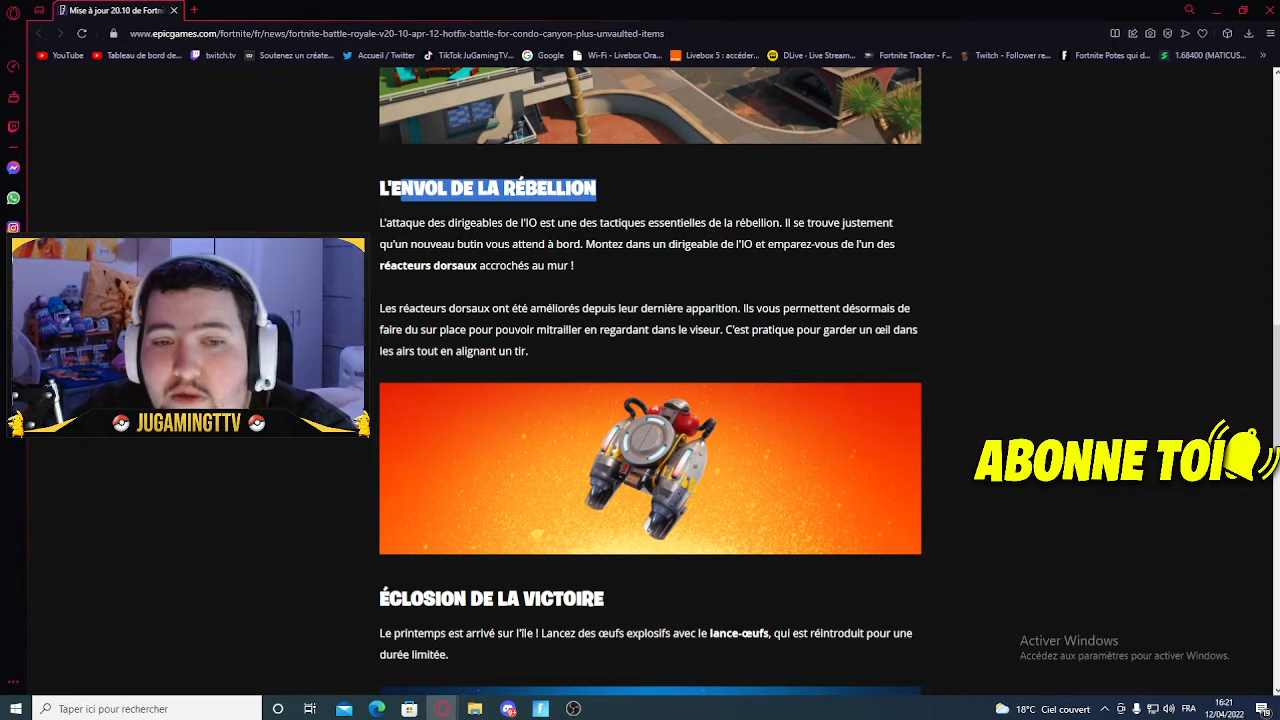 Mise à jour 20.10 de Fortni
www.epicgames.com/fortnite/fr/news/fortnite-battle-royale-v20-10-apr-12-hotfix-battle-for-condo-canyon-plus-unvaulted-items
YouTube
Tableau de bord de...
twitch.tv
Soutenez un créate...
Accueil / Twitter
TikTok JuGamingTV...
Google
Wi-Fi - Livebox Ora...
Livebox 5 : accéder...
DLive - Live Stream...
Fortnite Tracker - F...
Twitch - Follower re...
Fortnite Potes qui d...
1.68400 (MATICUS...
L'ENVOL DE LA RÉBELLION
L'attaque des dirigeables de l'IO est une des tactiques essentielles de la rébellion. Il se trouve justement
qu'un nouveau butin vous attend à bord. Montez dans un dirigeable de l'IO et emparez-vous de l'un des
réacteurs dorsaux accrochés au mur !
Les réacteurs dorsaux ont été améliorés depuis leur dernière apparition. Ils vous permettent désormais de
faire du sur place pour pouvoir mitrailler en regardant dans le viseur. C'est pratique pour garder un œil dans
les airs tout en alignant un tir.
JUGAMINGTTV
ABONNE TOI
ÉCLOSION DE LA VICTOIRE
Le printemps est arrivé sur l'île ! Lancez des œufs explosifs avec le lance-œufs, qui est réintroduit pour une
durée limitée.
Activer Windows
Accédez aux paramètres pour activer Windows.
Taper ici pour rechercher
18°C Ciel couvert
FRA
16:21
12/04/2022
19